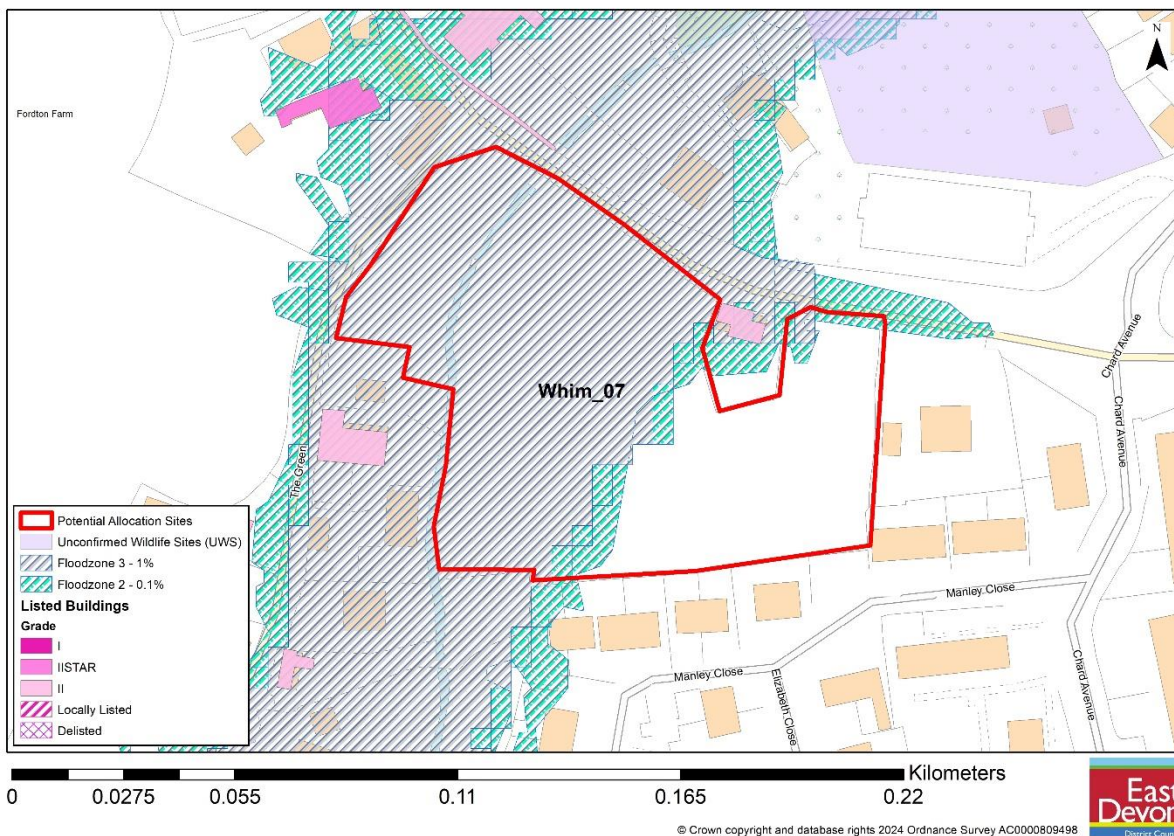 N
Fordton Farm
Chard Avenue
Chard Avenue
Whim_07
The Green
Potential Allocation Sites
Unconfirmed Wildlife Sites (UWS)
Floodzone 3 - 1%
Floodzone 2 - 0.1%
Listed Buildings
Grade
I
IISTAR
II
Locally Listed
Delisted
Manley Close
Manley Close
Elizabeth Close
Chard Avenue
Kilometers
0 0.0275 0.055 0.11 0.165 0.22
East
Devon
District Council
© Crown copyright and database rights 2024 Ordnance Survey AC0000809498